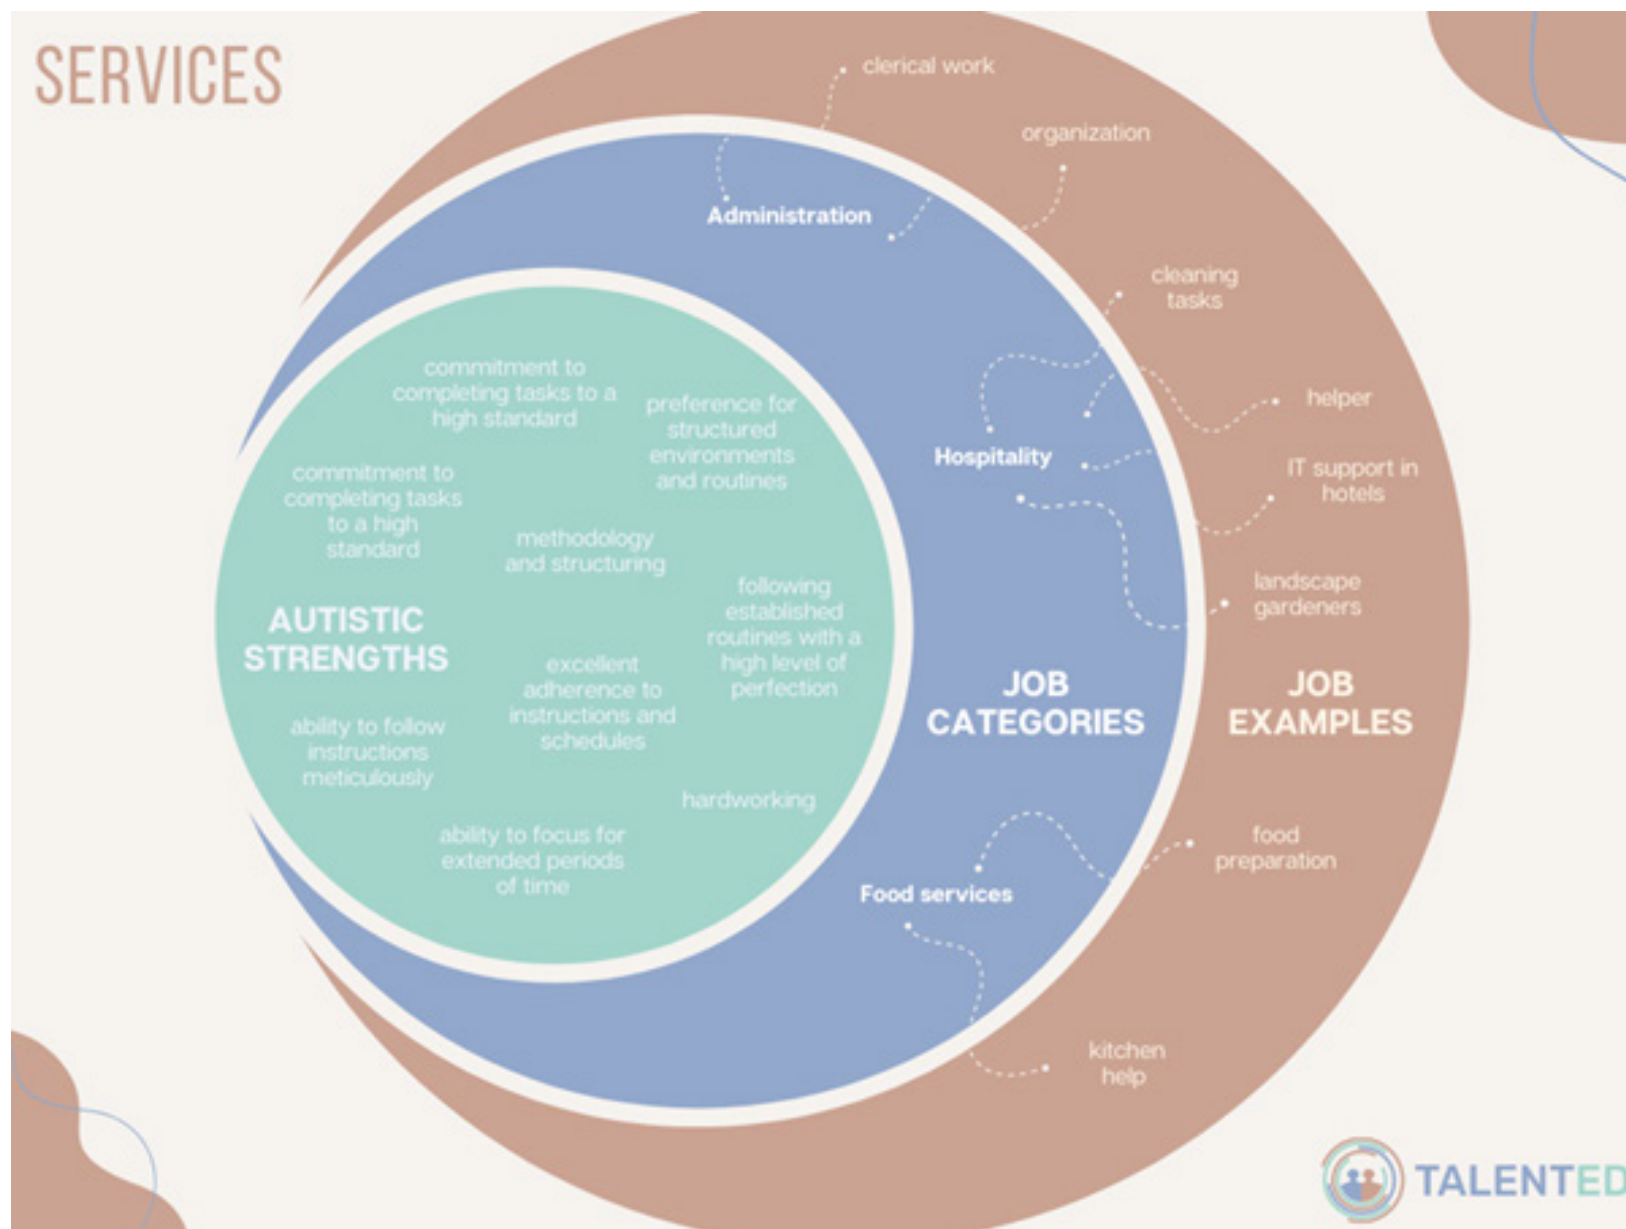 SERVICES
clerical work
organization
Administration
cleaning
tasks
helper
Hospitality
IT support in
hotels
landscape
gardeners
commitment to
completing tasks to a
high standard
preference for
structured
environments
and routines
commitment to
completing tasks
to a high
standard
methodology
and structuring
following
established
routines with a
high level of
perfection
AUTISTIC
STRENGTHS
excellent
adherence to
instructions and
schedules
ability to follow
instructions
meticulously
hardworking
ability to focus for
extended periods
of time
JOB
CATEGORIES
JOB
EXAMPLES
food
preparation
Food services
kitchen
help
TALENTED